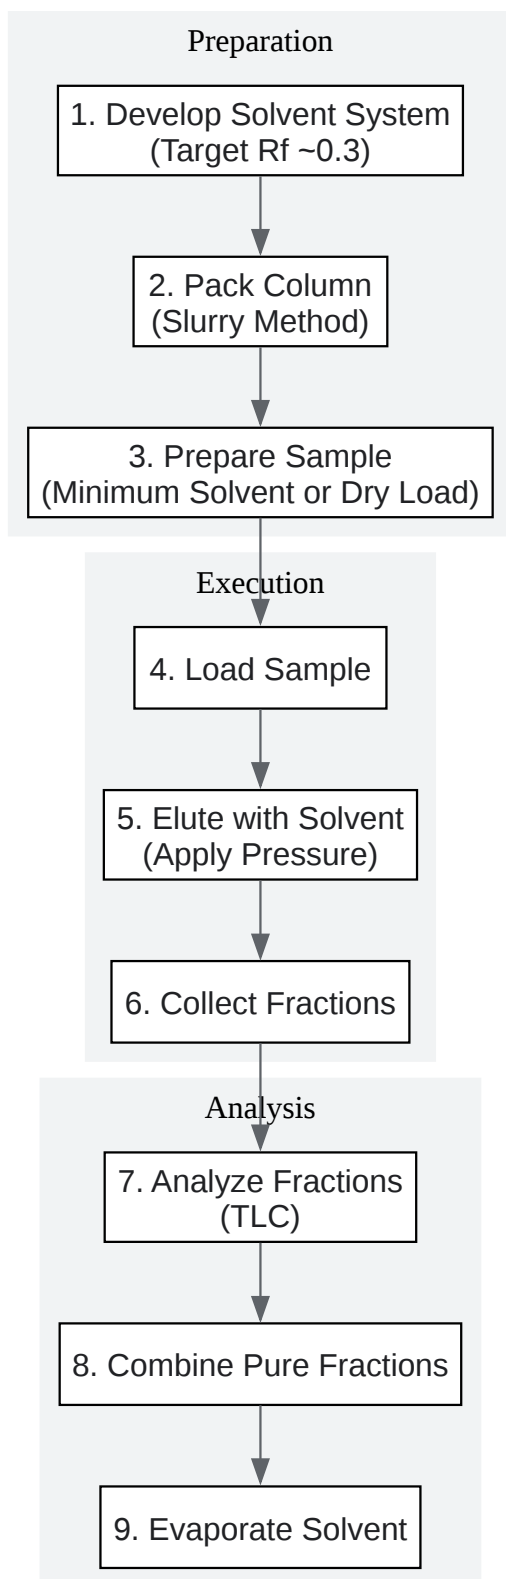 Preparation
1. Develop Solvent System
(Target Rf ~0.3)
2. Pack Column
(Slurry Method)
3. Prepare Sample
(Minimum Solvent or Dry Load)
Execution
4. Load Sample
5. Elute with Solvent
(Apply Pressure)
6. Collect Fractions
Analysis
7. Analyze Fractions
(TLC)
8. Combine Pure Fractions
9. Evaporate Solvent